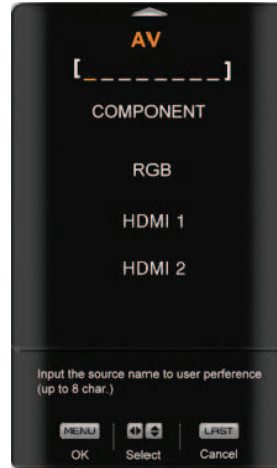 AV
[_ _ _ _ _ _ _ _]
COMPONENT
RGB
HDMI 1
HDMI 2
Input the source name to user perference
(up to 8 char.)
MENU LAST
OK Select Cancel